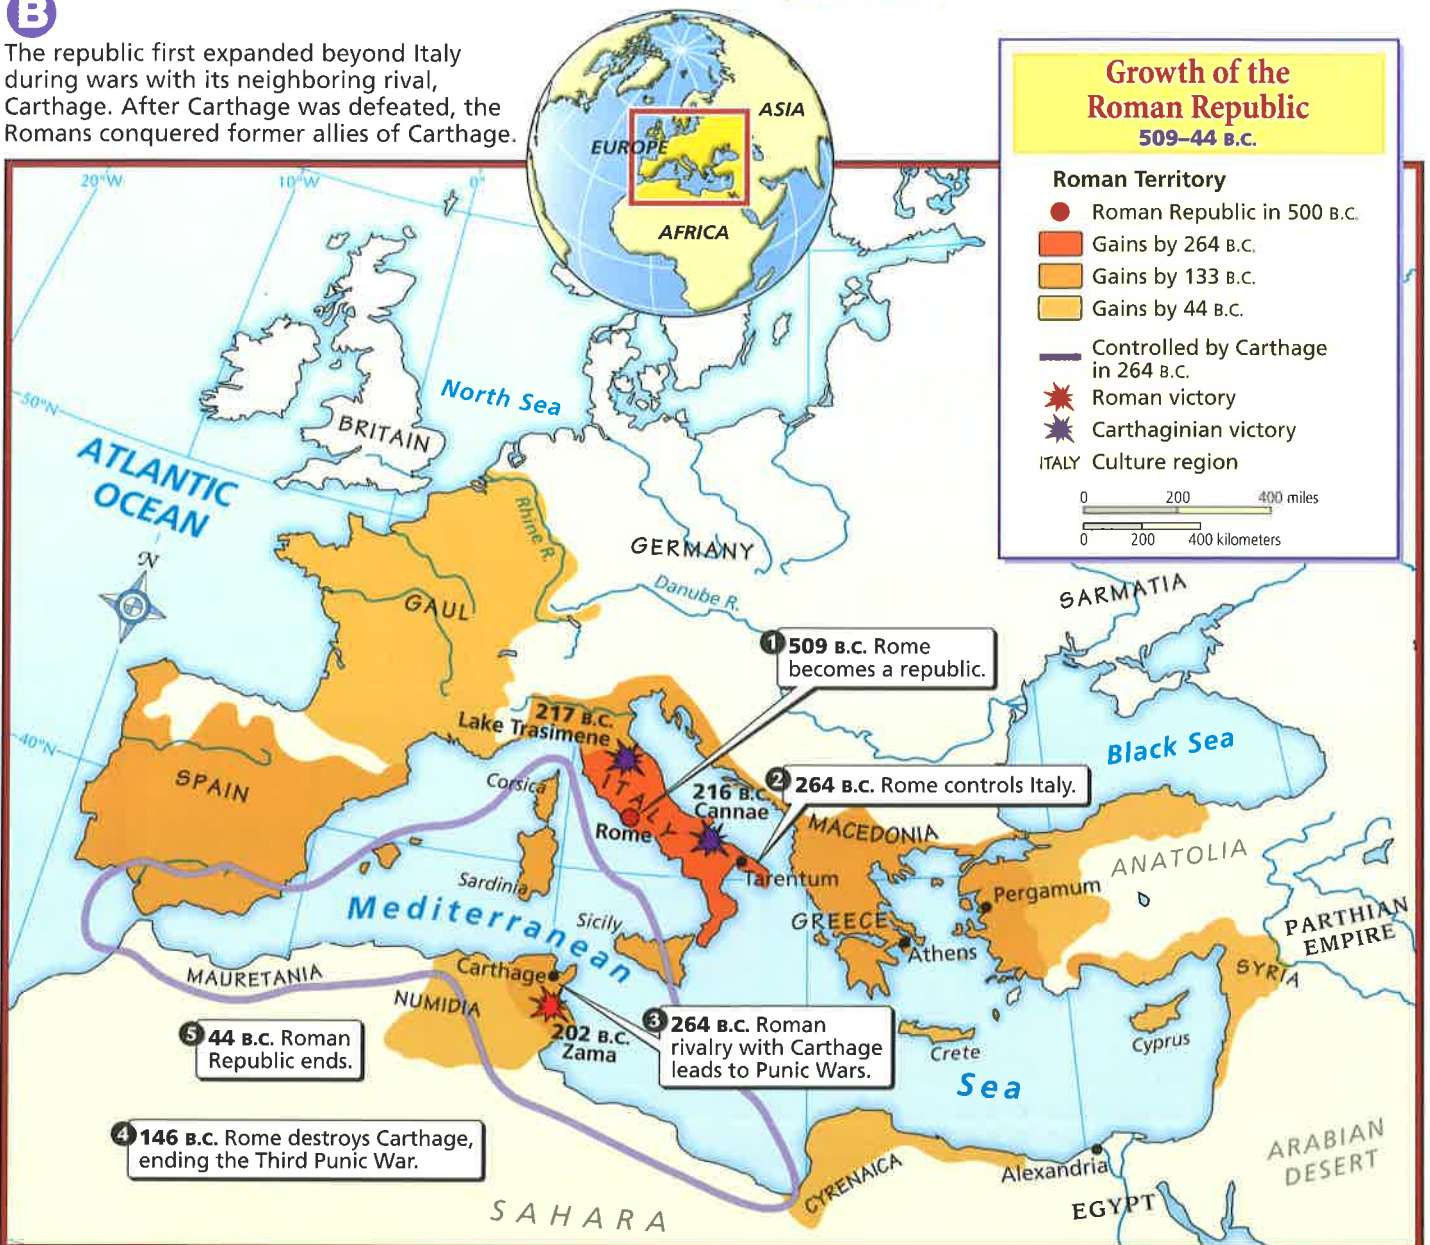 B
The republic first expanded beyond Italy
during wars with its neighboring rival,
Carthage. After Carthage was defeated, the
Romans conquered former allies of Carthage.
ASIA
EUROPE
AFRICA
Growth of the
Roman Republic
509–44 B.C.
Roman Territory
Roman Republic in 500 B.C.
Gains by 264 B.C.
Gains by 133 B.C.
Gains by 44 B.C.
Controlled by Carthage
in 264 B.C.
Roman victory
Carthaginian victory
ITALY Culture region
0 200 400 miles
0 200 400 kilometers
20°W
10°W
0°
50°N
40°N
North Sea
BRITAIN
ATLANTIC
OCEAN
N
Rhine R.
GERMANY
Danube R.
SARMATIA
GAUL
1 509 B.C. Rome
becomes a republic.
217 B.C.
Lake Trasimene
Black Sea
SPAIN
Corsica
ITALY
216 B.C.
Cannae
2 264 B.C. Rome controls Italy.
Rome
MACEDONIA
ANATOLIA
Tarentum
Sardinia
Pergamum
Mediterranean
Sea
Sicily
GREECE
Athens
PARTHIAN
EMPIRE
SYRIA
Carthage
MAURETANIA
NUMIDIA
202 B.C.
Zama
3 264 B.C. Roman
rivalry with Carthage
leads to Punic Wars.
Crete
Cyprus
5 44 B.C. Roman
Republic ends.
4 146 B.C. Rome destroys Carthage,
ending the Third Punic War.
CYRENAICA
Alexandria
EGYPT
ARABIAN
DESERT
SAHARA